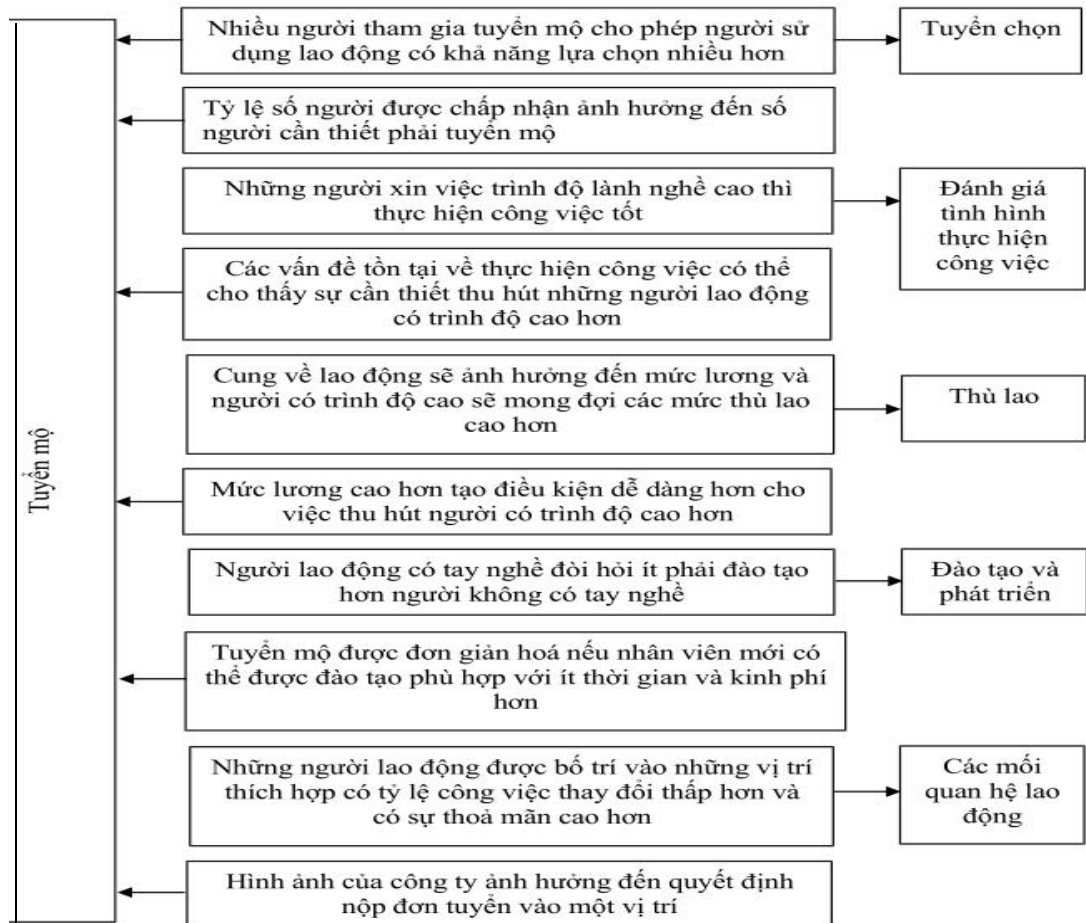 Tuyển mộ
Nhiều người tham gia tuyển mộ cho phép người sử
dụng lao động có khả năng lựa chọn nhiều hơn
Tuyển chọn
Tỷ lệ số người được chấp nhận ảnh hưởng đến số
người cần thiết phải tuyển mộ
Những người xin việc trình độ lành nghề cao thì
thực hiện công việc tốt
Đánh giá
tình hình
thực hiện
công việc
Các vấn đề tồn tại về thực hiện công việc có thể
cho thấy sự cần thiết thu hút những người lao động
có trình độ cao hơn
Cung về lao động sẽ ảnh hưởng đến mức lương và
người có trình độ cao sẽ mong đợi các mức thù lao
cao hơn
Thù lao
Mức lương cao hơn tạo điều kiện dễ dàng hơn cho
việc thu hút người có trình độ cao hơn
Người lao động có tay nghề đòi hỏi ít phải đào tạo
hơn người không có tay nghề
Đào tạo và
phát triển
Tuyển mộ được đơn giản hoá nếu nhân viên mới có
thể được đào tạo phù hợp với ít thời gian và kinh phí
hơn
Những người lao động được bố trí vào những vị trí
thích hợp có tỷ lệ công việc thay đổi thấp hơn và
có sự thoả mãn cao hơn
Các mối
quan hệ lao
động
Hình ảnh của công ty ảnh hưởng đến quyết định
nộp đơn tuyển vào một vị trí